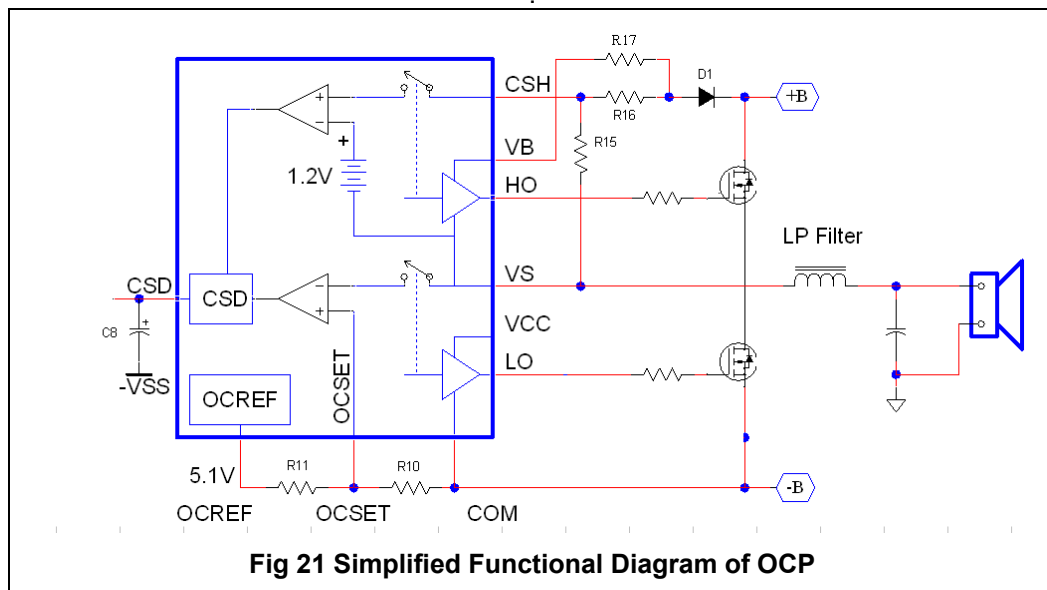 R17
D1
CSH
+B
R16
R15
VB
1.2V
HO
LP Filter
CSD
CSD
VS
C8
VCC
-VSS
OCSET
LO
OCREF
5.1V
R11
R10
-B
OCREF
OCSET
COM
Fig 21 Simplified Functional Diagram of OCP